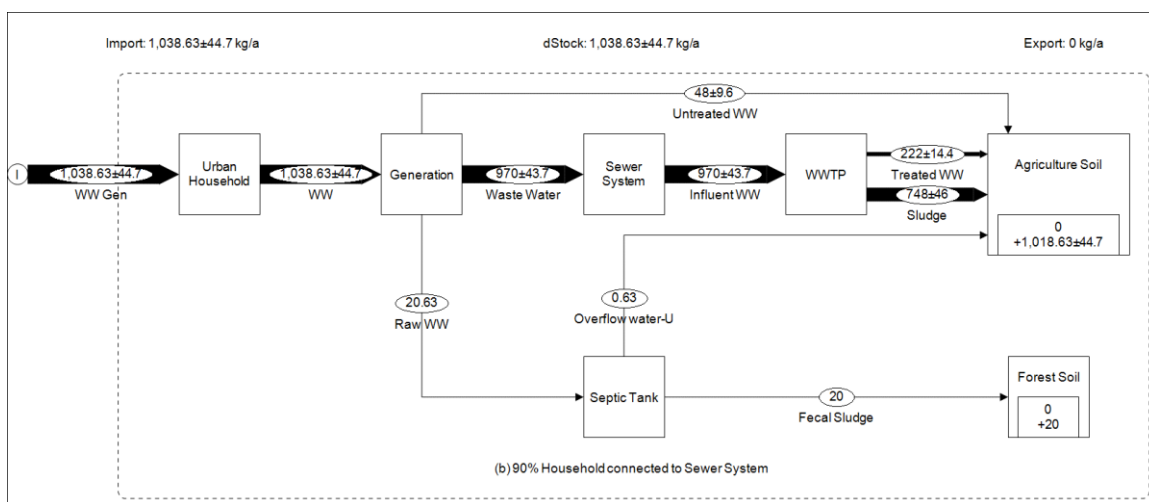 Import: 1,038.63±44.7 kg/a
dStock: 1,038.63±44.7 kg/a
Export: 0 kg/a
48±9.6
Untreated WW
I
1,038.63±44.7
WW Gen
Urban
Household
1,038.63±44.7
WW
Generation
970±43.7
Waste Water
Sewer
System
970±43.7
Influent WW
WWTP
222±14.4
Treated WW
748±46
Sludge
Agriculture Soil
0
+1,018.63±44.7
20.63
Raw WW
0.63
Overflow water-U
Septic Tank
20
Fecal Sludge
Forest Soil
0
+20
(b) 90% Household connected to Sewer System